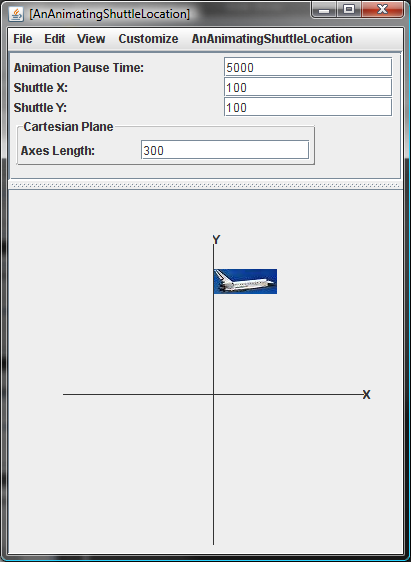 [AnAnimatingShuttleLocation]
File Edit View Customize AnAnimatingShuttleLocation
Animation Pause Time: 5000
Shuttle X: 100
Shuttle Y: 100
Cartesian Plane
Axes Length: 300
Y
X